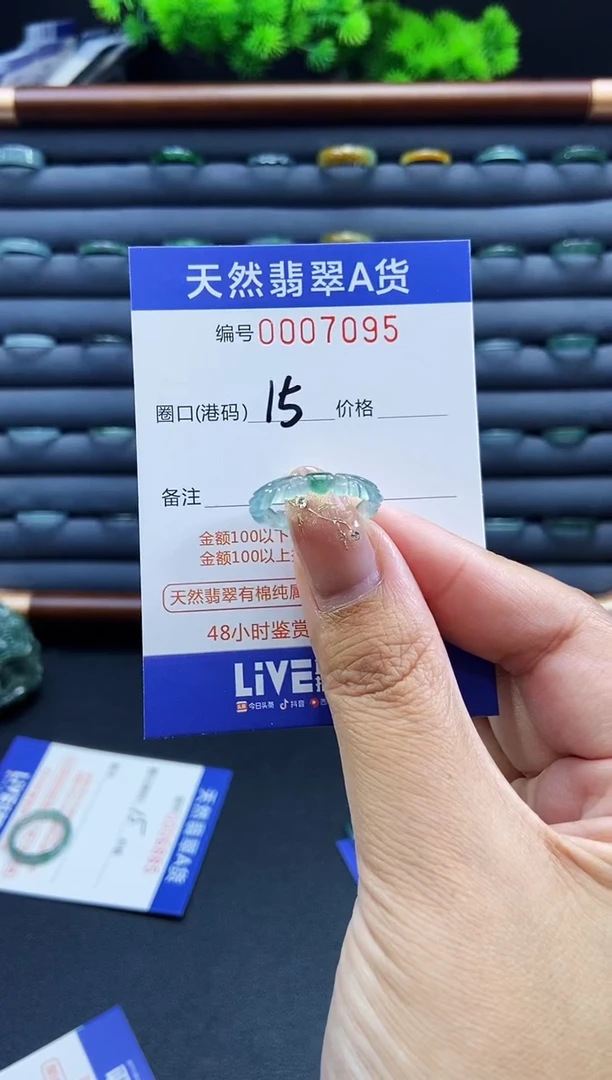 天然翡翠A货
编号0007095
圈口(港码) 15 价格
备注
金额100以下
金额100以上
天然翡翠有棉纯属
48小时鉴赏
LiVE
今日头条 抖音
天然翡翠A货
15